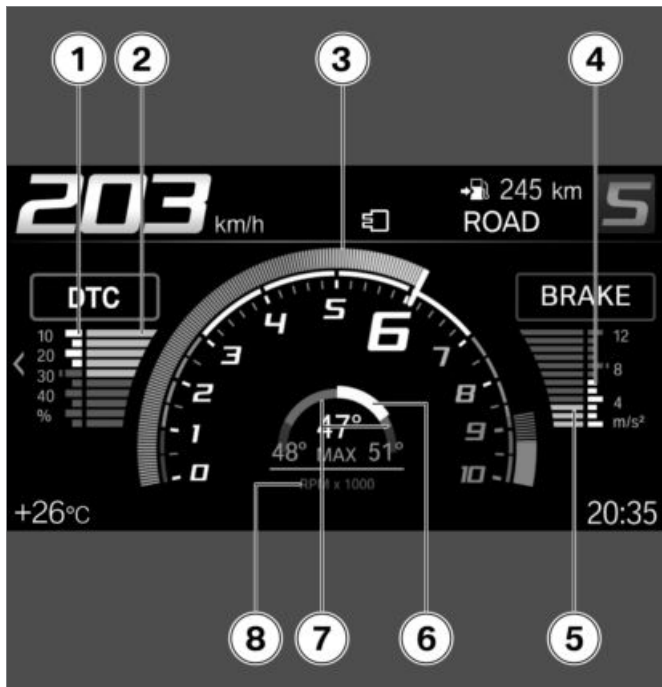 1 2 3 4
203 km/h
245 km
ROAD
5
DTC
BRAKE
10
20
30
40
%
12
8
4
m/s²
0 1 2 3 4 5 6 7 8 9 10
47°
48° MAX 51°
RPM x 1000
+26°C
20:35
8 7 6 5